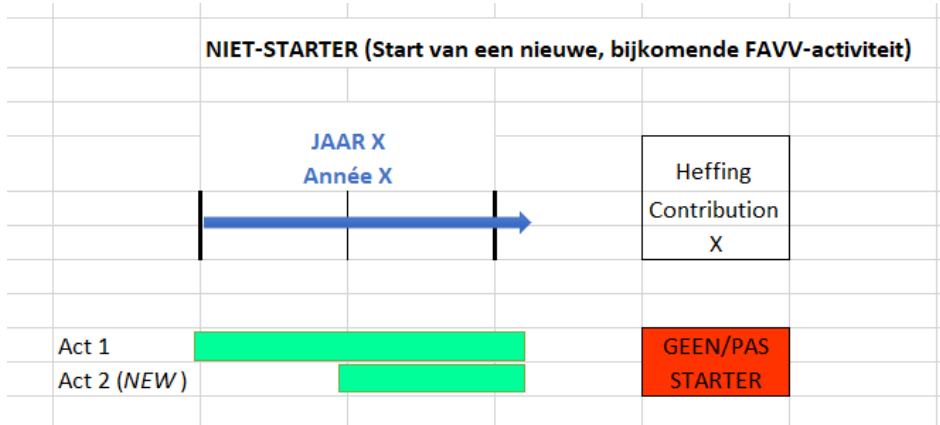 NIET-STARTER (Start van een nieuwe, bijkomende FAVV-activiteit)
JAAR X
Année X
Heffing
Contribution
X
Act 1
Act 2 (NEW )
GEEN/PAS
STARTER